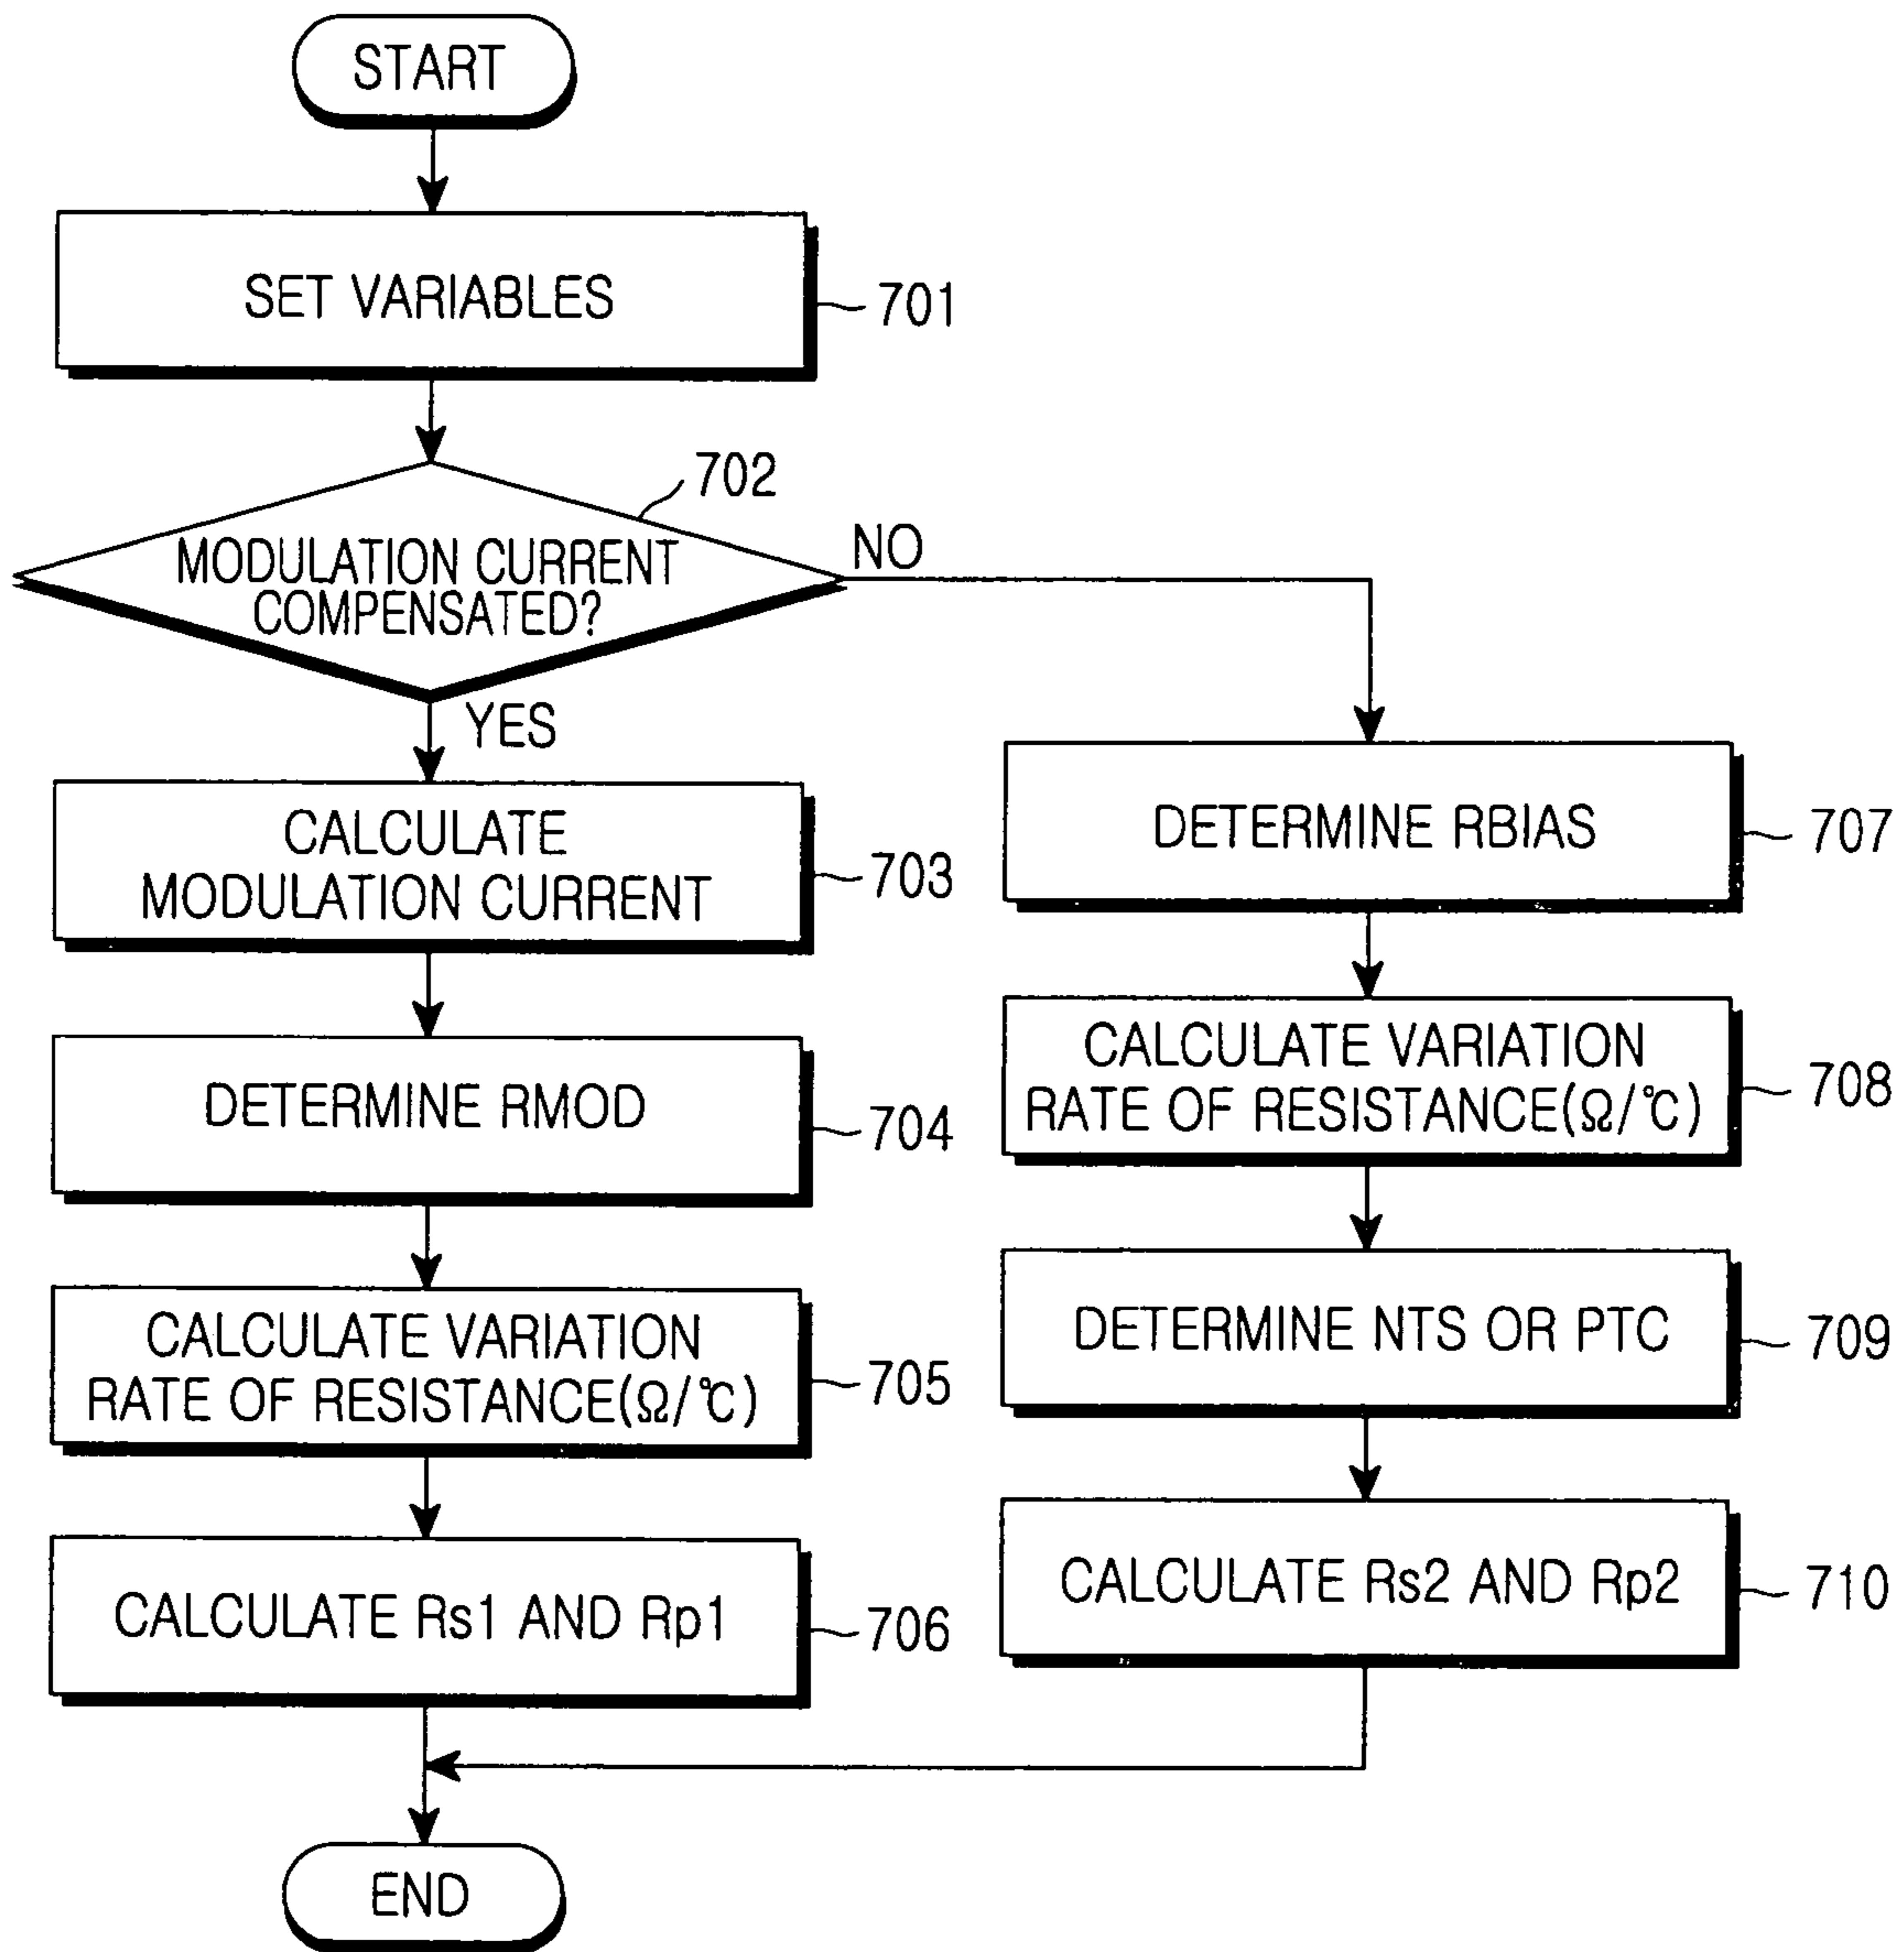 START
SET VARIABLES
701
702
MODULATION CURRENT
COMPENSATED?
NO
YES
CALCULATE
MODULATION CURRENT
703
DETERMINE RMOD
704
CALCULATE VARIATION
RATE OF RESISTANCE(Ω/℃)
705
CALCULATE Rs1 AND Rp1
706
DETERMINE RBIAS
707
CALCULATE VARIATION
RATE OF RESISTANCE(Ω/℃)
708
DETERMINE NTS OR PTC
709
CALCULATE Rs2 AND Rp2
710
END